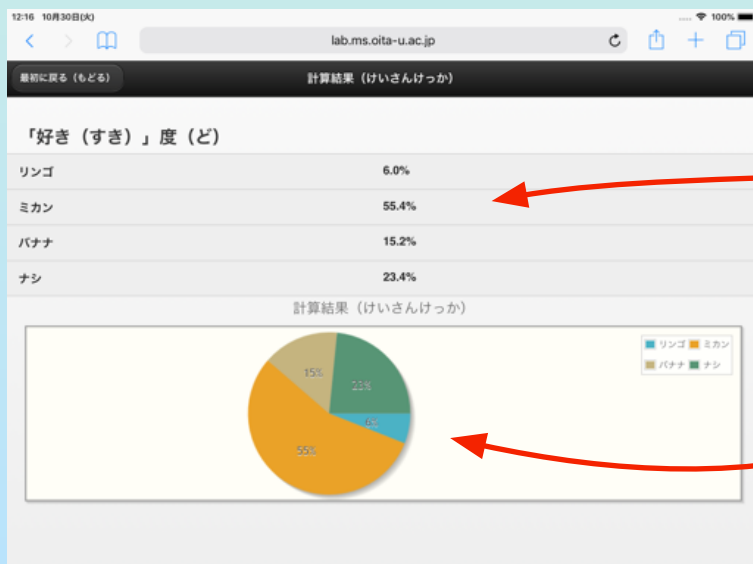 12:16 10月30日(火)
100%
lab.ms.oita-u.ac.jp
最初に戻る（もどる）
計算結果（けいさんけっか）
「好き（すき）」度（ど）
リンゴ 6.0%
ミカン 55.4%
バナナ 15.2%
ナシ 23.4%
計算結果（けいさんけっか）
リンゴ ミカン
バナナ ナシ
15%
23%
6%
55%